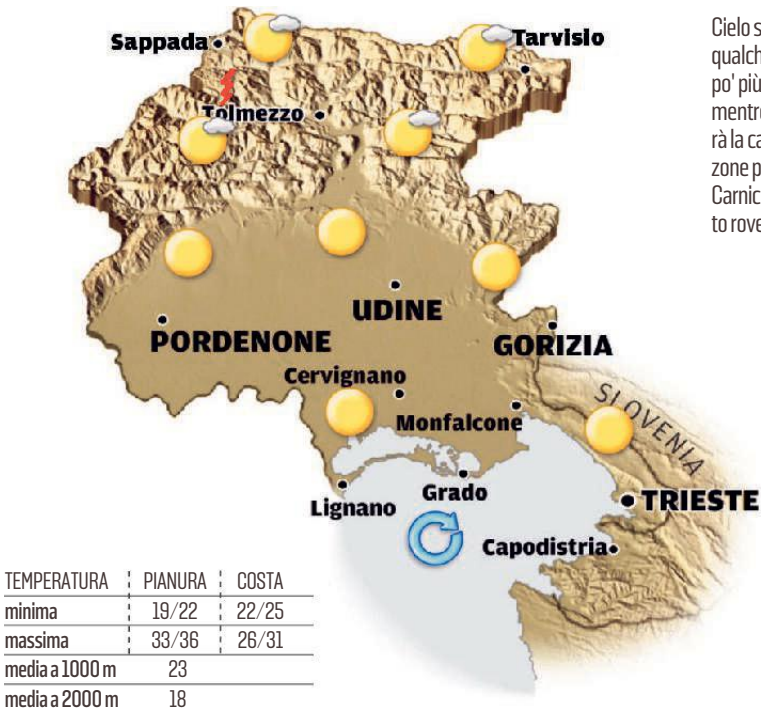 Sappada
Tarvisio
Tolmezzo
UDINE
PORDENONE
GORIZIA
Cervignano
Monfalcone
SLOVENIA
Lignano
Grado
TRIESTE
Capodistria
Cielo s
qualch
po' più
mentre
rà la ca
zone p
Carnic
to rove
TEMPERATURA PIANURA COSTA
minima 19/22 22/25
massima 33/36 26/31
media a 1000 m 23
media a 2000 m 18